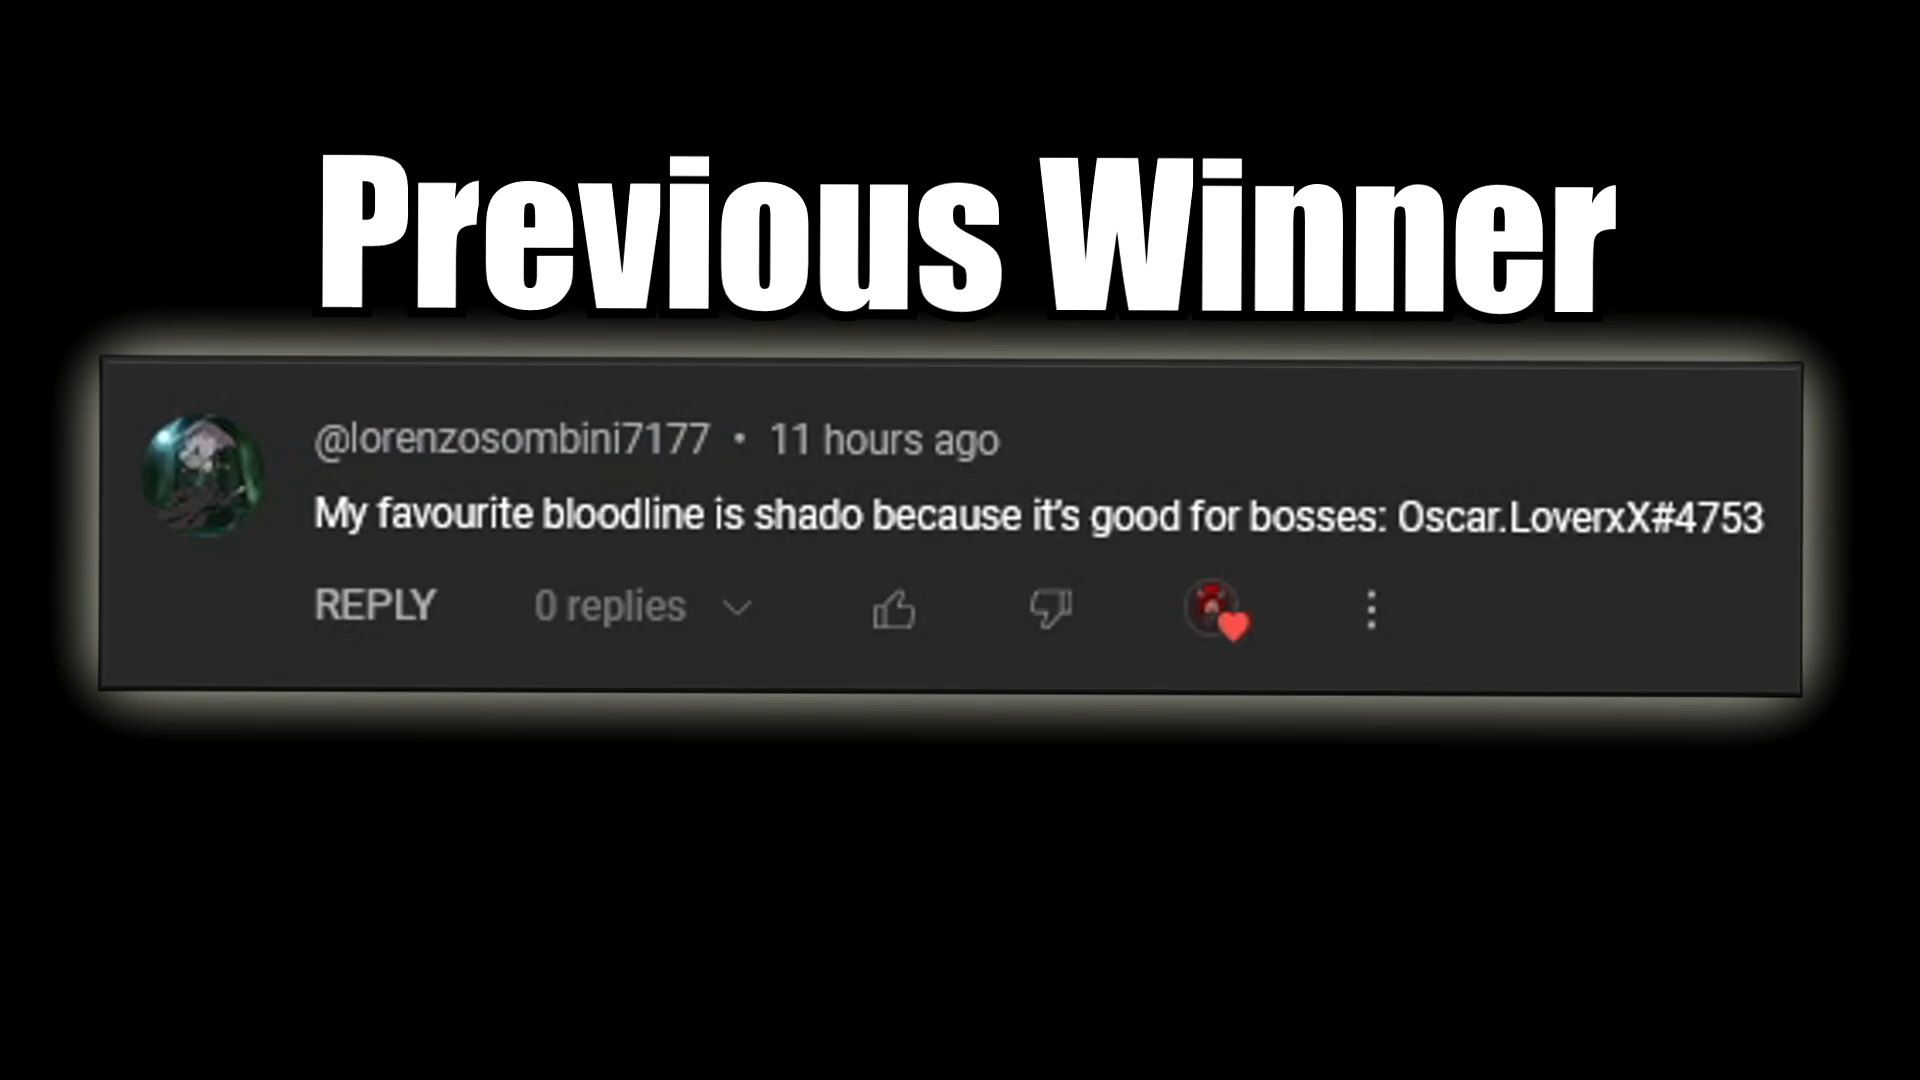 Previous Winner
@lorenzosombini7177 • 11 hours ago
My favourite bloodline is shado because it's good for bosses: Oscar.LoverxX#4753
REPLY 0 replies